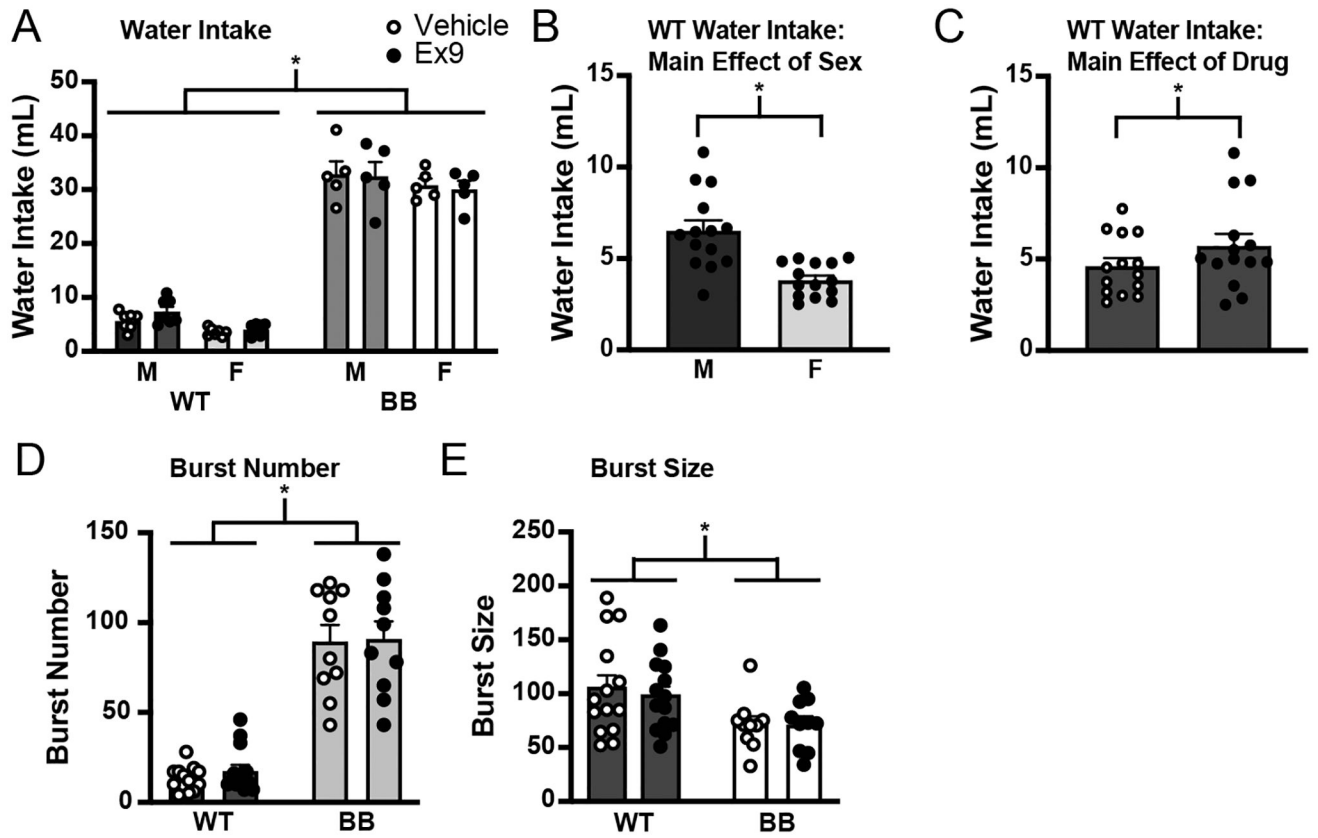 A
Water Intake
Vehicle
Ex9
*
Water Intake (mL)
50
40
30
20
10
0
M F M F
WT BB
B
WT Water Intake:
Main Effect of Sex
*
Water Intake (mL)
15
10
5
0
M F
C
WT Water Intake:
Main Effect of Drug
*
Water Intake (mL)
15
10
5
0
D
Burst Number
*
Burst Number
150
100
50
0
WT BB
E
Burst Size
*
Burst Size
250
200
150
100
50
0
WT BB